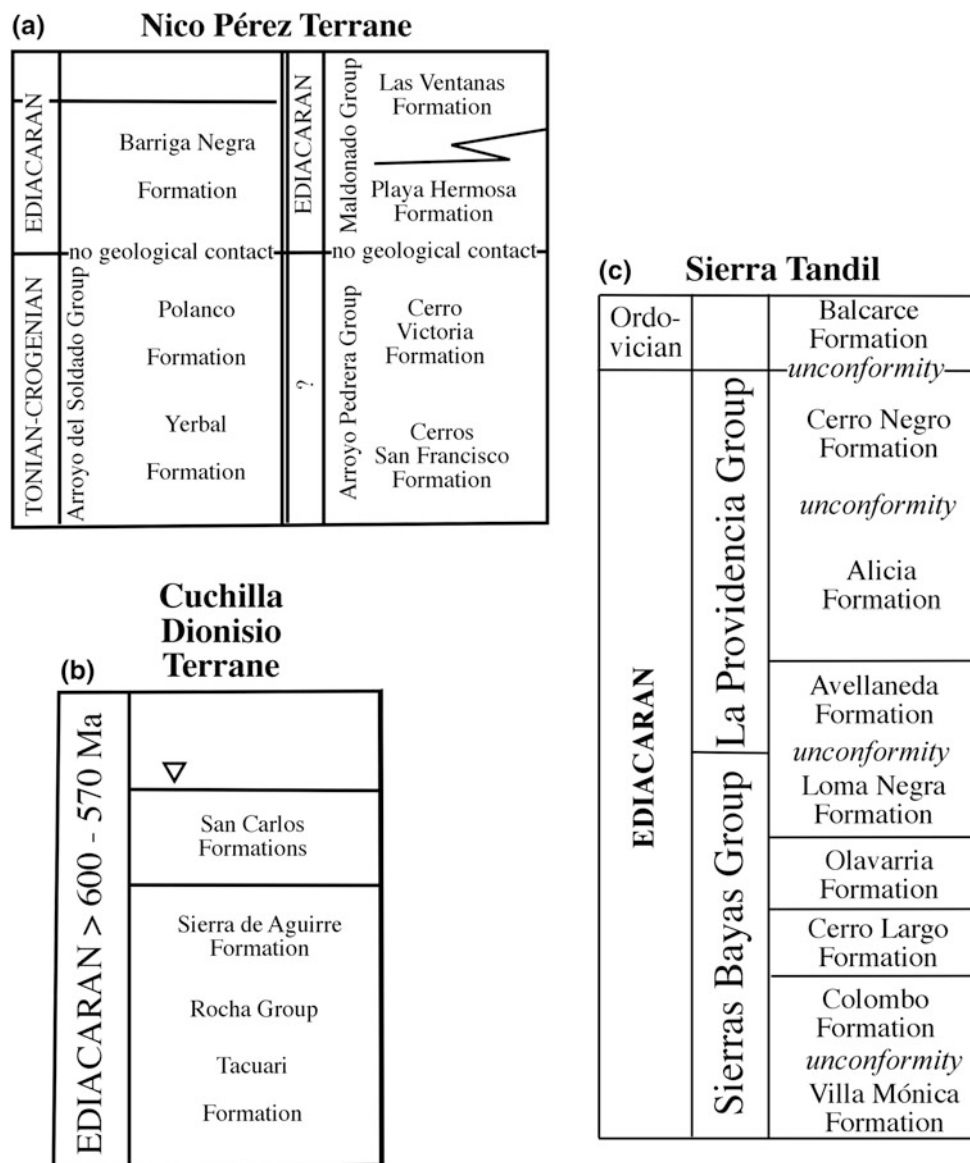 (a)
Nico Pérez Terrane
EDIACARAN
Barriga Negra
Formation
no geological contact
TONIAN-CROGENIAN
Arroyo del Soldado Group
Polanco
Formation
Yerbal
Formation
EDIACARAN
Maldonado Group
Las Ventanas
Formation
Playa Hermosa
Formation
no geological contact
?
Arroyo Pedrera Group
Cerro
Victoria
Formation
Cerros
San Francisco
Formation
(b)
Cuchilla
Dionisio
Terrane
EDIACARAN > 600 - 570 Ma
San Carlos
Formations
Sierra de Aguirre
Formation
Rocha Group
Tacuari
Formation
(c)
Sierra Tandil
Ordo-
vician
Balcarce
Formation
unconformity
EDIACARAN
La Providencia Group
Cerro Negro
Formation
unconformity
Alicia
Formation
Avellaneda
Formation
unconformity
Sierras Bayas Group
Loma Negra
Formation
Olavarria
Formation
Cerro Largo
Formation
Colombo
Formation
unconformity
Villa Mónica
Formation